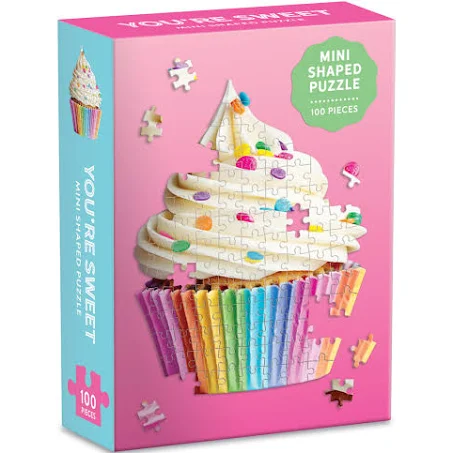 YOU'RE SWEET
MINI SHAPED PUZZLE
MINI
SHAPED
PUZZLE
100 PIECES
YOU'RE SWEET
MINI SHAPED PUZZLE
100
PIECES